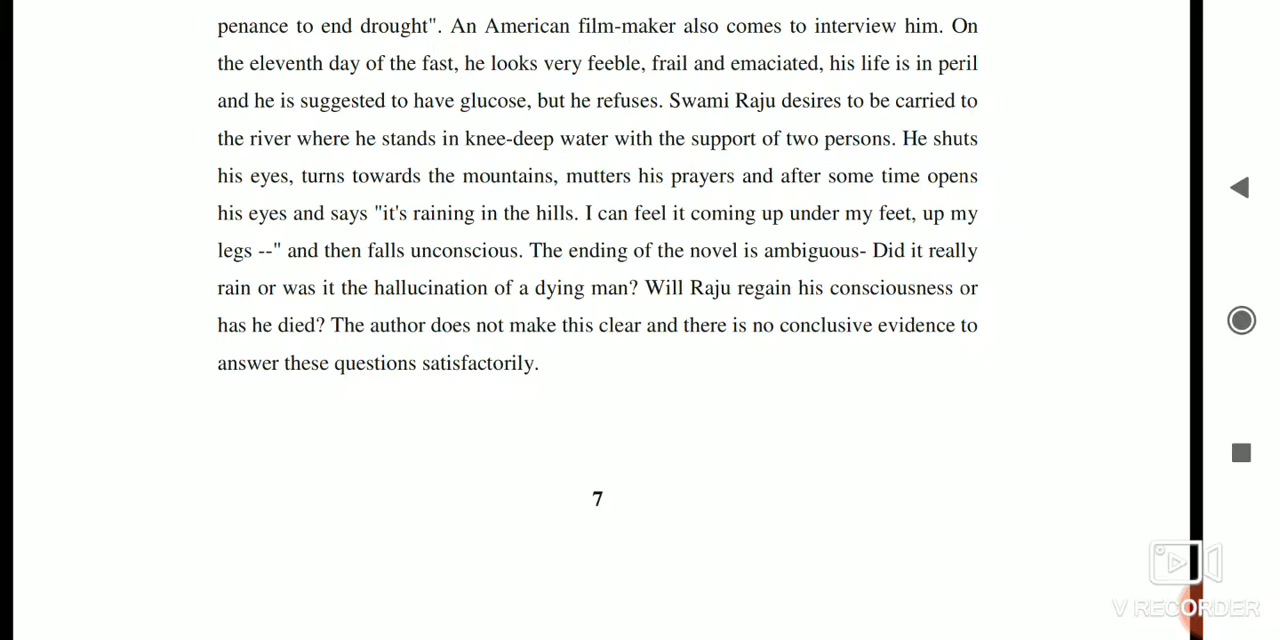 penance to end drought". An American film-maker also comes to interview him. On
the eleventh day of the fast, he looks very feeble, frail and emaciated, his life is in peril
and he is suggested to have glucose, but he refuses. Swami Raju desires to be carried to
the river where he stands in knee-deep water with the support of two persons. He shuts
his eyes, turns towards the mountains, mutters his prayers and after some time opens
his eyes and says "it's raining in the hills. I can feel it coming up under my feet, up my
legs --" and then falls unconscious. The ending of the novel is ambiguous- Did it really
rain or was it the hallucination of a dying man? Will Raju regain his consciousness or
has he died? The author does not make this clear and there is no conclusive evidence to
answer these questions satisfactorily.
7
V RECORDER